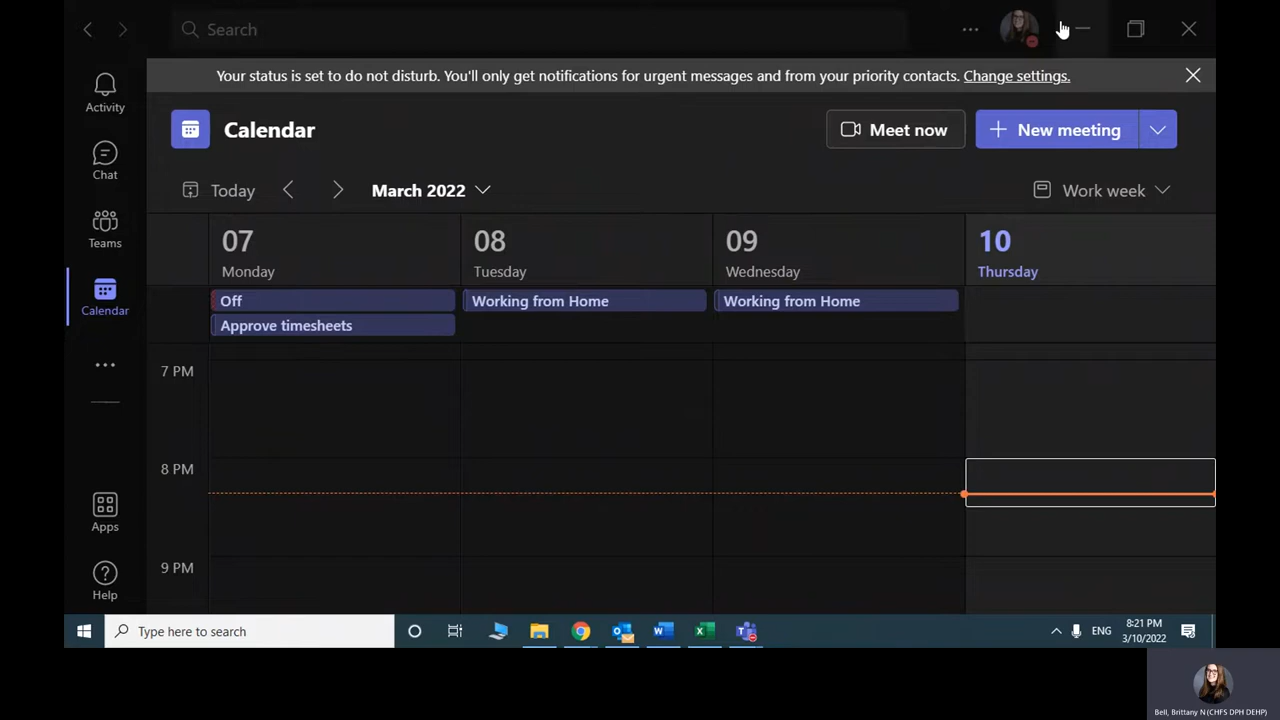 Search
Your status is set to do not disturb. You'll only get notifications for urgent messages and from your priority contacts. Change settings.
Activity
Chat
Teams
Calendar
Apps
Help
Calendar
Meet now
New meeting
Today
March 2022
Work week
07
Monday
08
Tuesday
09
Wednesday
10
Thursday
Off
Approve timesheets
Working from Home
Working from Home
7 PM
8 PM
9 PM
Type here to search
ENG
8:21 PM
3/10/2022
Bell, Brittany N (CHFS DPH DEHP)